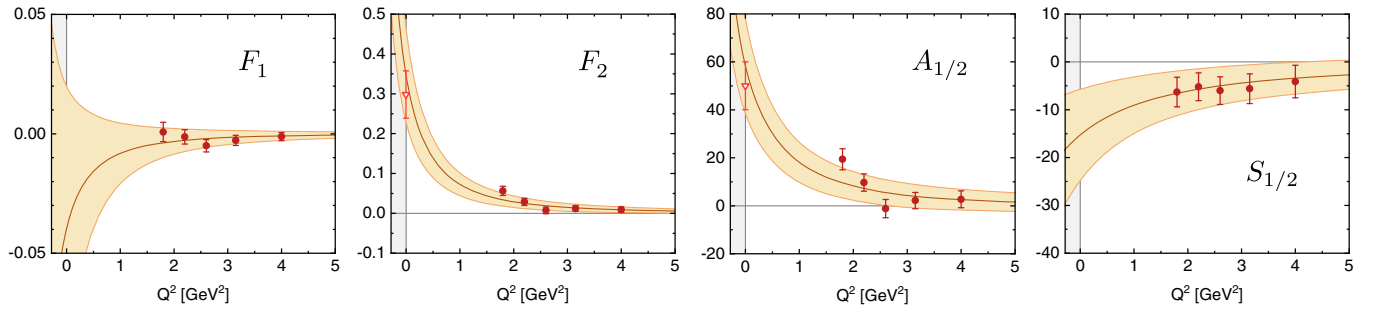 0.05
0.00
-0.05
F₁
0 1 2 3 4 5
Q² [GeV²]
0.5
0.4
0.3
0.2
0.1
0.0
-0.1
F₂
0 1 2 3 4 5
Q² [GeV²]
80
60
40
20
0
-20
A₁/₂
0 1 2 3 4 5
Q² [GeV²]
10
0
-10
-20
-30
-40
S₁/₂
0 1 2 3 4 5
Q² [GeV²]